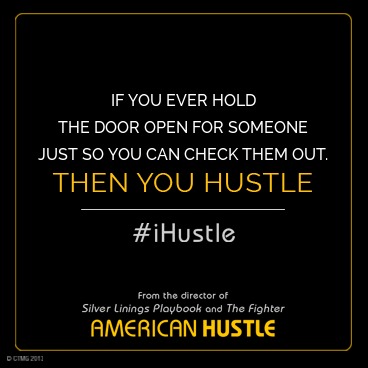 IF YOU EVER HOLD
THE DOOR OPEN FOR SOMEONE
JUST SO YOU CAN CHECK THEM OUT.
THEN YOU HUSTLE
#iHustle
From the director of
Silver Linings Playbook and The Fighter
AMERICAN HUSTLE
© CTMG 2013